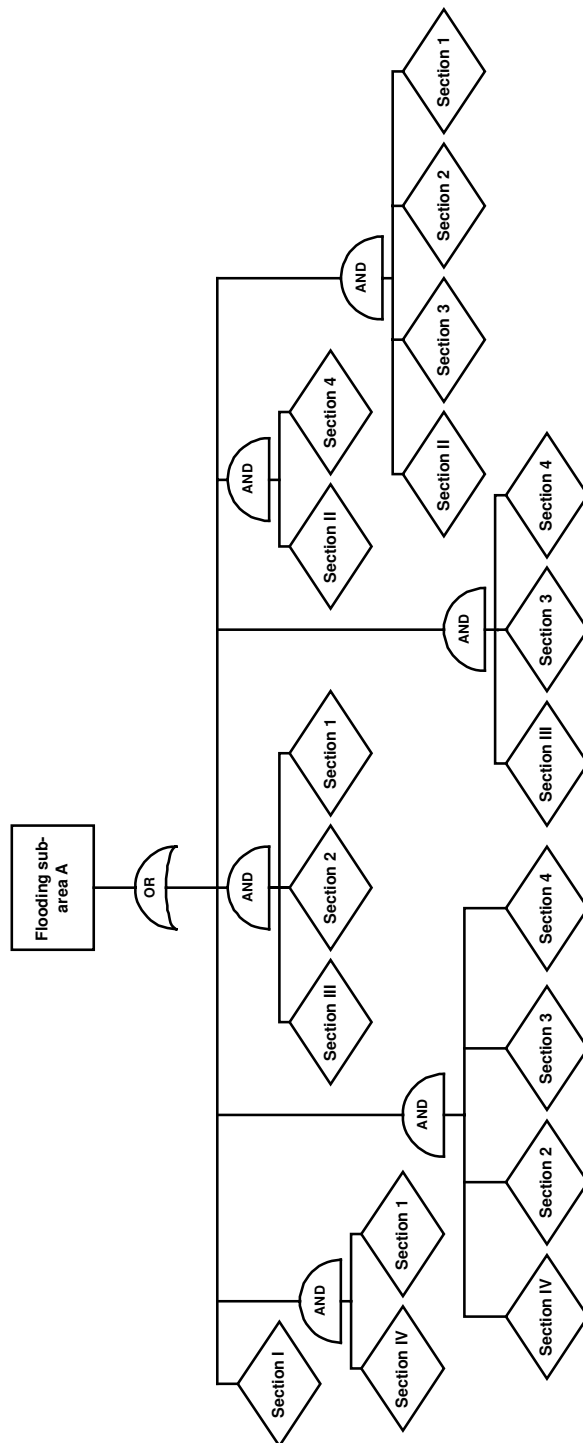 Flooding sub-
area A
OR
Section I
AND
Section IV
Section 1
AND
Section IV
Section 2
Section 3
Section 4
AND
Section III
Section 2
Section 1
AND
Section III
Section 3
Section 4
AND
Section II
Section 4
AND
Section II
Section 3
Section 2
Section 1